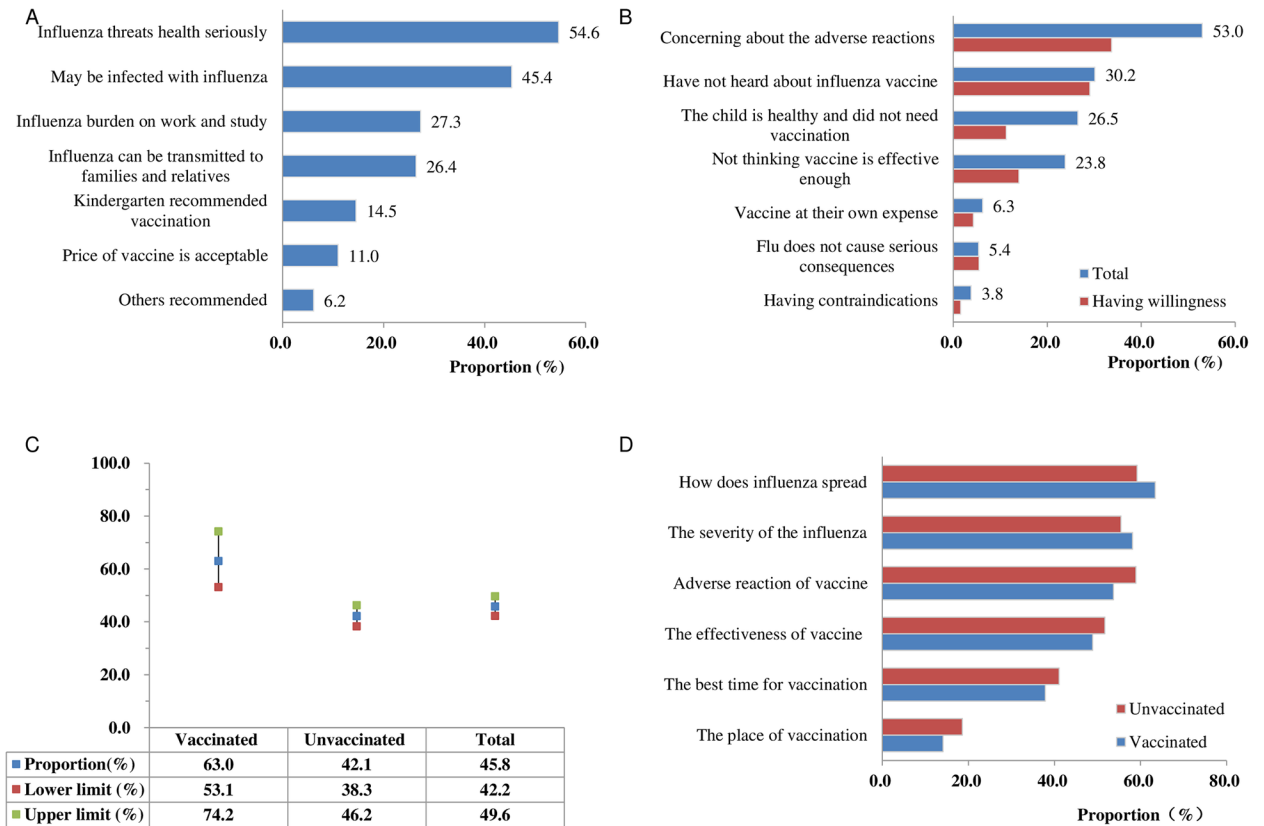 A
Influenza threats health seriously
54.6
May be infected with influenza
45.4
Influenza burden on work and study
27.3
Influenza can be transmitted to
families and relatives
26.4
Kindergarten recommended
vaccination
14.5
Price of vaccine is acceptable
11.0
Others recommended
6.2
0.0 20.0 40.0 60.0
Proportion (%)
B
Concerning about the adverse reactions
53.0
Have not heard about influenza vaccine
30.2
The child is healthy and did not need
vaccination
26.5
Not thinking vaccine is effective
enough
23.8
Vaccine at their own expense
6.3
Flu does not cause serious
consequences
5.4
Having contraindications
3.8
Total
Having willingness
0.0 20.0 40.0 60.0
Proportion (%)
C
100.0
80.0
60.0
40.0
20.0
0.0
Vaccinated Unvaccinated Total
Proportion(%) 63.0 42.1 45.8
Lower limit (%) 53.1 38.3 42.2
Upper limit (%) 74.2 46.2 49.6
D
How does influenza spread
The severity of the influenza
Adverse reaction of vaccine
The effectiveness of vaccine
The best time for vaccination
The place of vaccination
Unvaccinated
Vaccinated
0.0 20.0 40.0 60.0 80.0
Proportion（%）